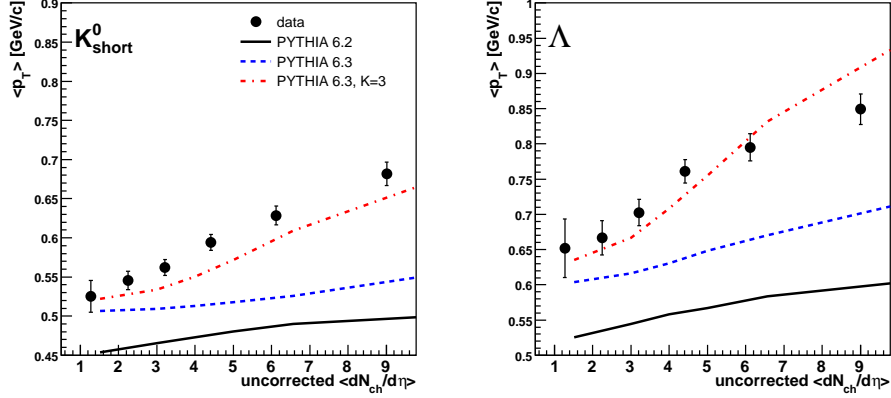 <p_T> [GeV/c]
0.9
0.85
0.8
0.75
0.7
0.65
0.6
0.55
0.5
0.45
K^0_short
data
PYTHIA 6.2
PYTHIA 6.3
PYTHIA 6.3, K=3
1 2 3 4 5 6 7 8 9
uncorrected <dN_ch/dη>
<p_T> [GeV/c]
1
0.95
0.9
0.85
0.8
0.75
0.7
0.65
0.6
0.55
0.5
Λ
1 2 3 4 5 6 7 8 9
uncorrected <dN_ch/dη>